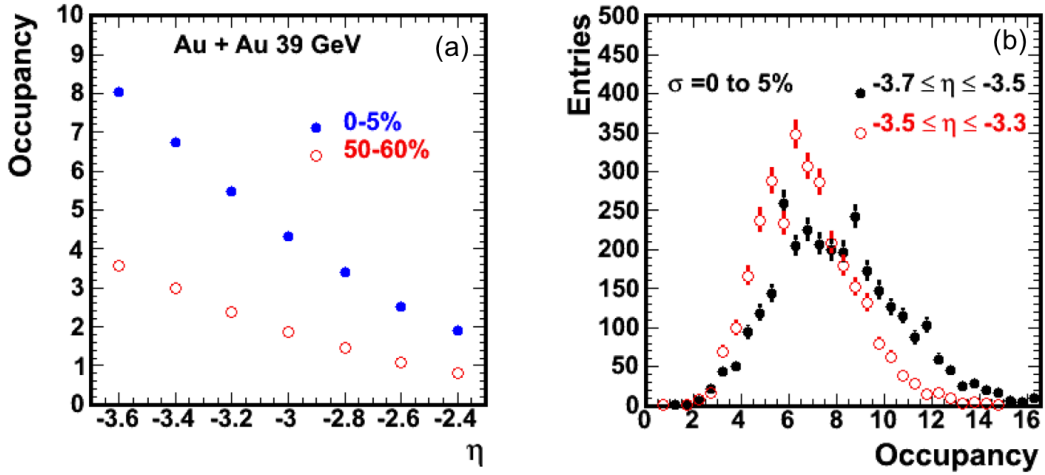 (a)
Au + Au 39 GeV
0-5%
50-60%
Occupancy
10
9
8
7
6
5
4
3
2
1
0
-3.6 -3.4 -3.2 -3 -2.8 -2.6 -2.4
η
(b)
σ =0 to 5%
-3.7 ≤ η ≤ -3.5
-3.5 ≤ η ≤ -3.3
Entries
500
450
400
350
300
250
200
150
100
50
0
0 2 4 6 8 10 12 14 16
Occupancy